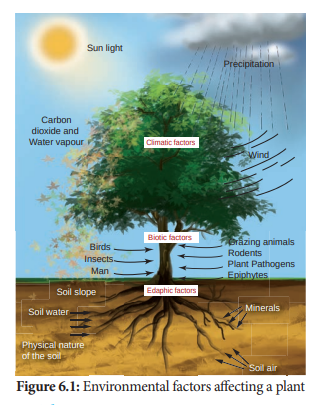 Sun light
Precipitation
Carbon
dioxide and
Water vapour
Climatic factors
Wind
Biotic factors
Birds
Insects
Man
Grazing animals
Rodents
Plant Pathogens
Epiphytes
Edaphic factors
Soil slope
Soil water
Minerals
Physical nature
of the soil
Soil air
Figure 6.1: Environmental factors affecting a plant